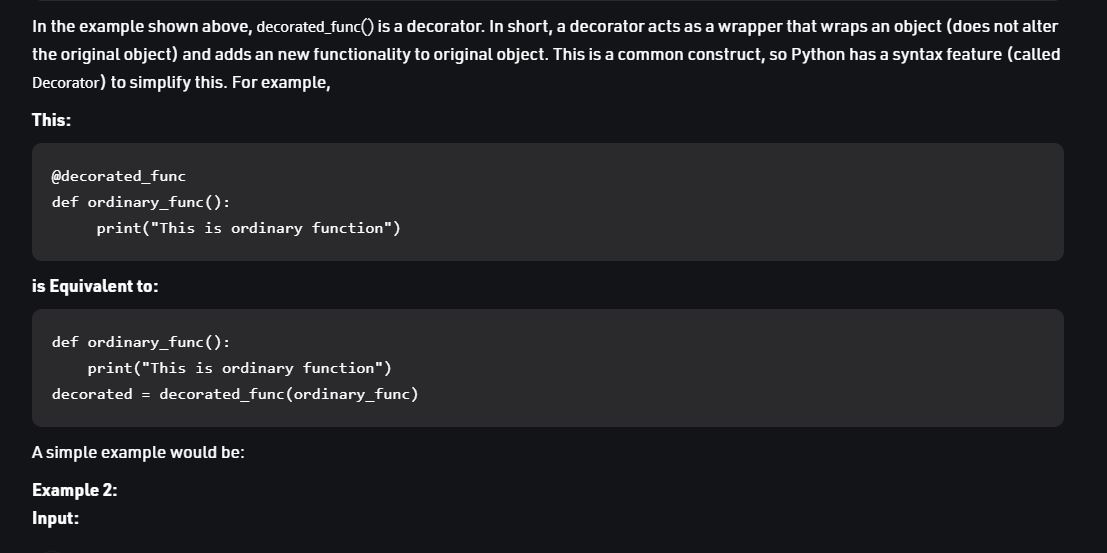 In the example shown above, decorated_func() is a decorator. In short, a decorator acts as a wrapper that wraps an object (does not alter
the original object) and adds an new functionality to original object. This is a common construct, so Python has a syntax feature (called
Decorator) to simplify this. For example,
This:
@decorated_func
def ordinary_func():
     print("This is ordinary function")
is Equivalent to:
def ordinary_func():
    print("This is ordinary function")
decorated = decorated_func(ordinary_func)
A simple example would be:
Example 2:
Input: